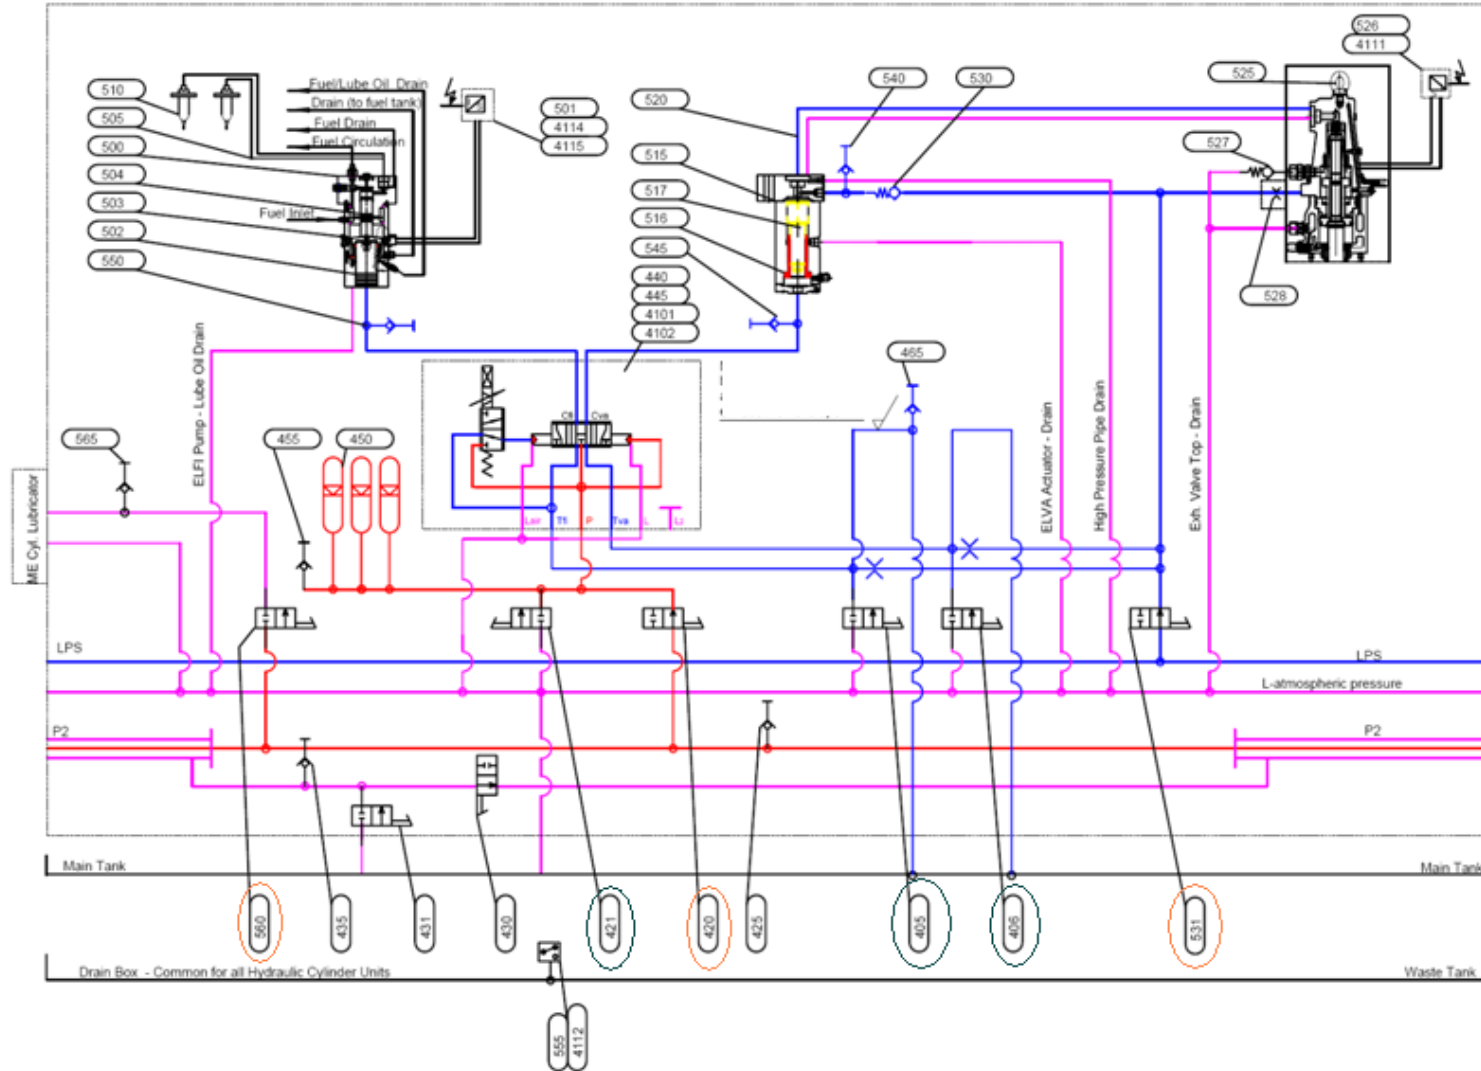 526
4111
525
527
528
540
530
520
515
517
516
545
440
445
4101
4102
501
4114
4115
510
505
500
504
503
502
550
Fuel/Lube Oil. Drain
Drain (to fuel tank)
Fuel Drain
Fuel Circulation
Fuel Inlet
465
565
455
450
ME Cyl. Lubricator
ELFI Pump - Lube Oil Drain
Cfi
Cva
Tfi
P
Tva
L
ELVA Actuator - Drain
High Pressure Pipe Drain
Exh. Valve Top - Drain
LPS
LPS
L-atmospheric pressure
P2
P2
Main Tank
Main Tank
560
435
431
430
421
420
425
405
406
531
Drain Box - Common for all Hydraulic Cylinder Units
Waste Tank
555
4112